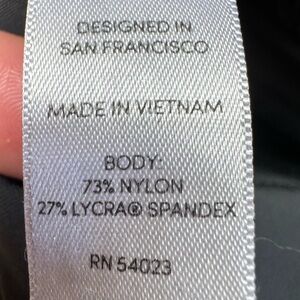 DESIGNED IN
SAN FRANCISCO
MADE IN VIETNAM
BODY:
73% NYLON
27% LYCRA® SPANDEX
RN 54023